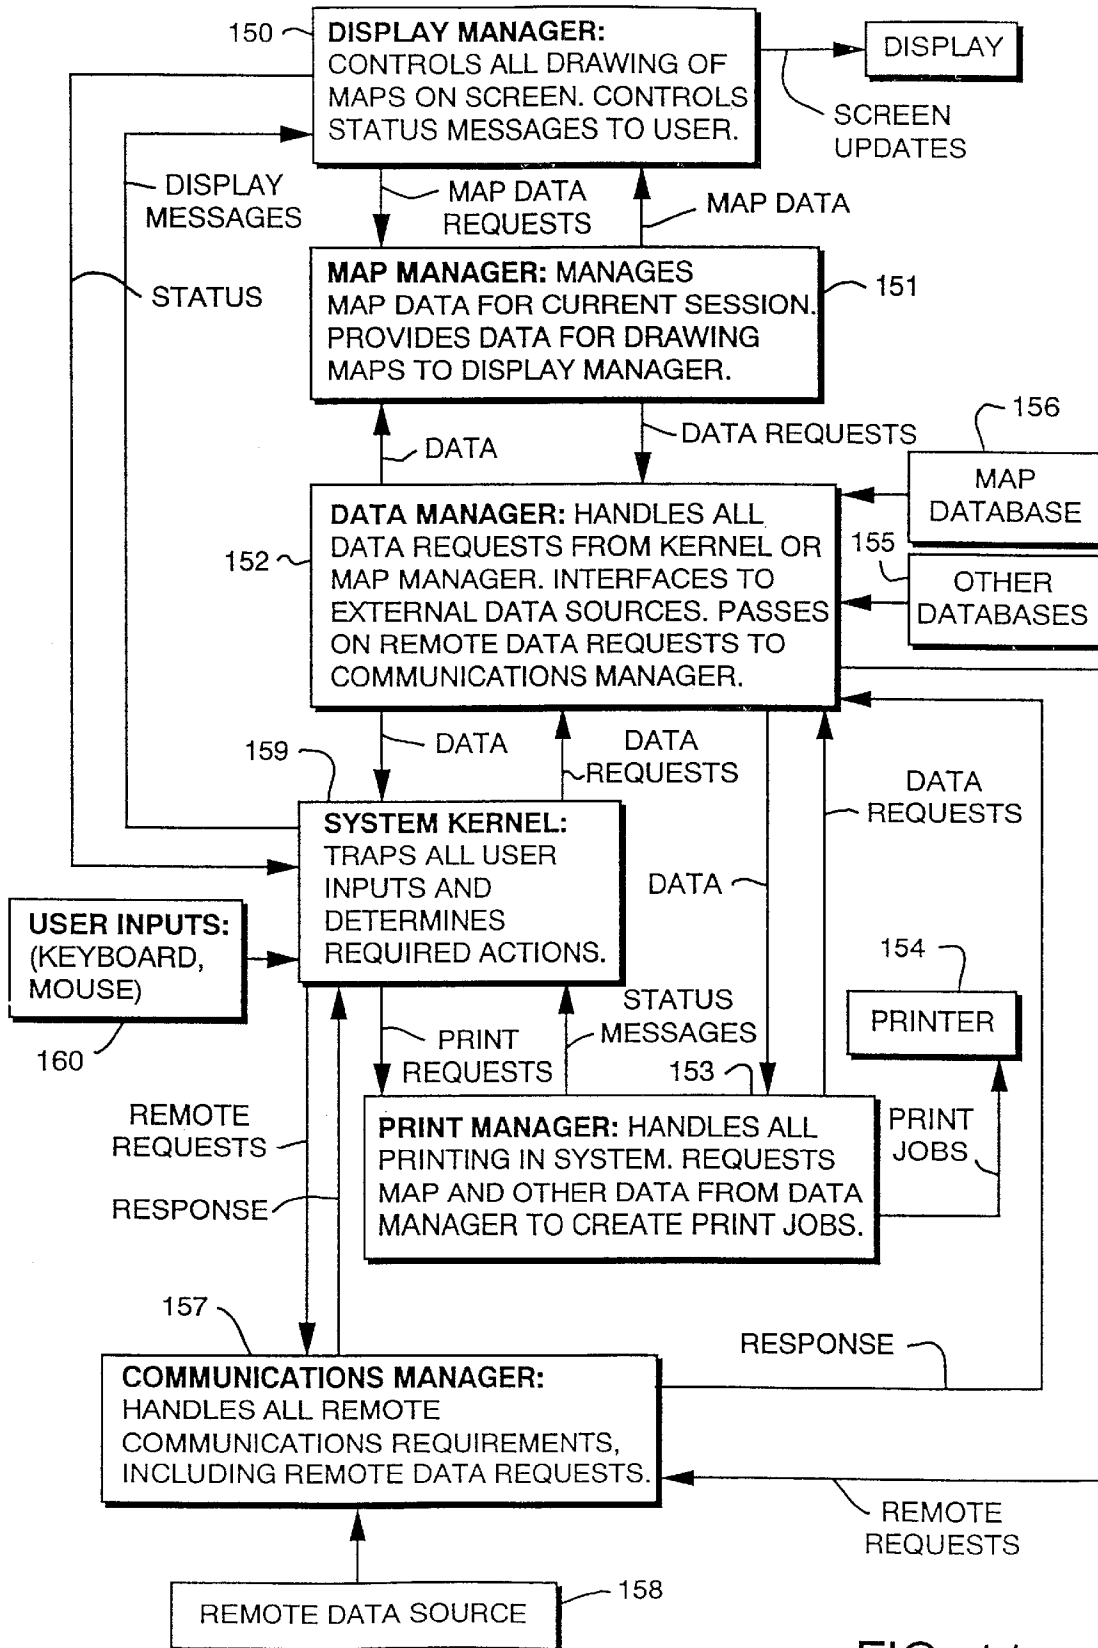 150
DISPLAY MANAGER:
CONTROLS ALL DRAWING OF
MAPS ON SCREEN. CONTROLS
STATUS MESSAGES TO USER.
DISPLAY
SCREEN
UPDATES
DISPLAY
MESSAGES
MAP DATA
REQUESTS
MAP DATA
STATUS
MAP MANAGER: MANAGES
MAP DATA FOR CURRENT SESSION.
PROVIDES DATA FOR DRAWING
MAPS TO DISPLAY MANAGER.
151
DATA
DATA REQUESTS
156
MAP
DATABASE
152
DATA MANAGER: HANDLES ALL
DATA REQUESTS FROM KERNEL OR
MAP MANAGER. INTERFACES TO
EXTERNAL DATA SOURCES. PASSES
ON REMOTE DATA REQUESTS TO
COMMUNICATIONS MANAGER.
155
OTHER
DATABASES
159
DATA
DATA
REQUESTS
DATA
REQUESTS
SYSTEM KERNEL:
TRAPS ALL USER
INPUTS AND
DETERMINES
REQUIRED ACTIONS.
DATA
USER INPUTS:
(KEYBOARD,
MOUSE)
160
154
PRINTER
PRINT
REQUESTS
STATUS
MESSAGES
153
REMOTE
REQUESTS
RESPONSE
PRINT MANAGER: HANDLES ALL
PRINTING IN SYSTEM. REQUESTS
MAP AND OTHER DATA FROM DATA
MANAGER TO CREATE PRINT JOBS.
PRINT
JOBS
157
COMMUNICATIONS MANAGER:
HANDLES ALL REMOTE
COMMUNICATIONS REQUIREMENTS,
INCLUDING REMOTE DATA REQUESTS.
RESPONSE
REMOTE
REQUESTS
REMOTE DATA SOURCE
158